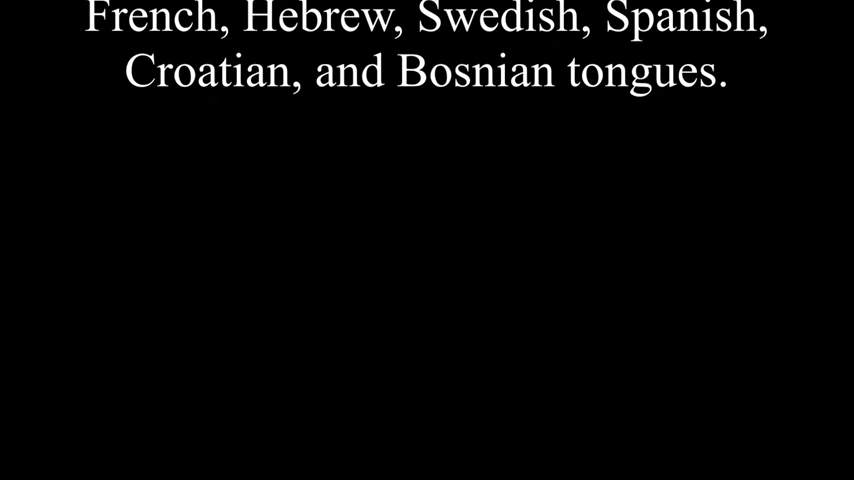 French, Hebrew, Swedish, Spanish,
Croatian, and Bosnian tongues.